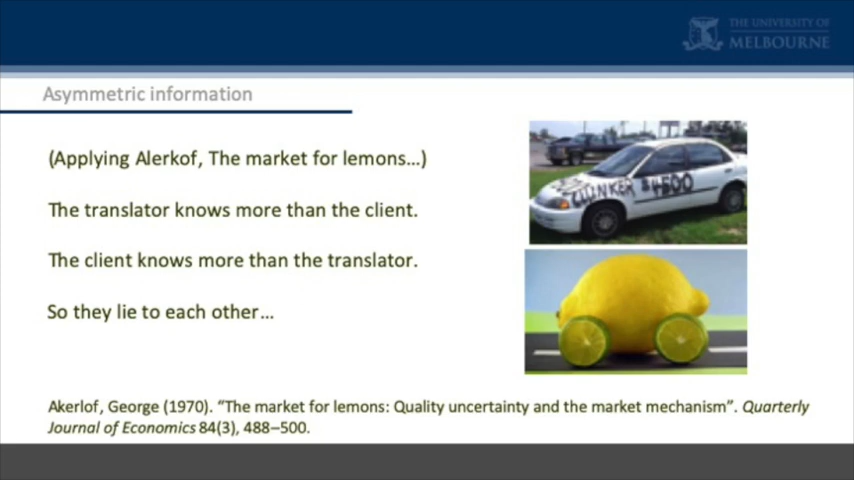 THE UNIVERSITY OF
MELBOURNE
Asymmetric information
(Applying Alerkof, The market for lemons…)
The translator knows more than the client.
The client knows more than the translator.
So they lie to each other…
CLUNKER $4500
Akerlof, George (1970). “The market for lemons: Quality uncertainty and the market mechanism”. Quarterly
Journal of Economics 84(3), 488–500.